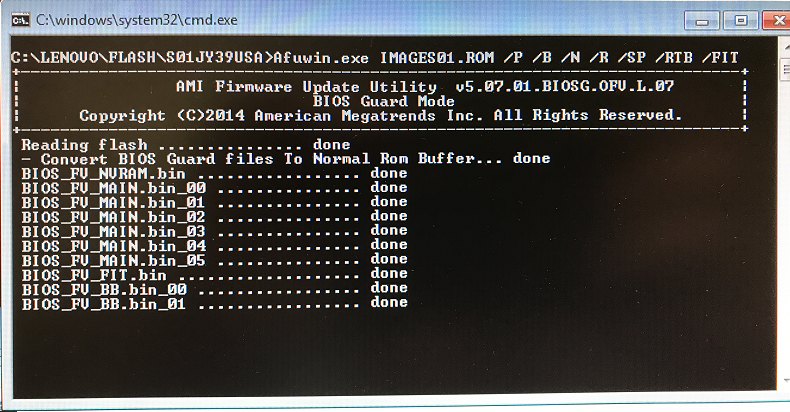 C:\windows\system32\cmd.exe
C:\LENOVO\FLASH\S01JY39USA>Afuwin.exe IMAGES01.ROM /P /B /N /R /SP /RTB /FIT
AMI Firmware Update Utility v5.07.01.BIOSG.OFV.L.07
BIOS Guard Mode
Copyright (C)2014 American Megatrends Inc. All Rights Reserved.
Reading flash ............... done
- Convert BIOS Guard files To Normal Rom Buffer... done
BIOS_FV_NVRAM.bin ................. done
BIOS_FV_MAIN.bin_00 ............... done
BIOS_FV_MAIN.bin_01 ............... done
BIOS_FV_MAIN.bin_02 ............... done
BIOS_FV_MAIN.bin_03 ............... done
BIOS_FV_MAIN.bin_04 ............... done
BIOS_FV_MAIN.bin_05 ............... done
BIOS_FV_FIT.bin ................... done
BIOS_FV_BB.bin_00 ................. done
BIOS_FV_BB.bin_01 ................. done